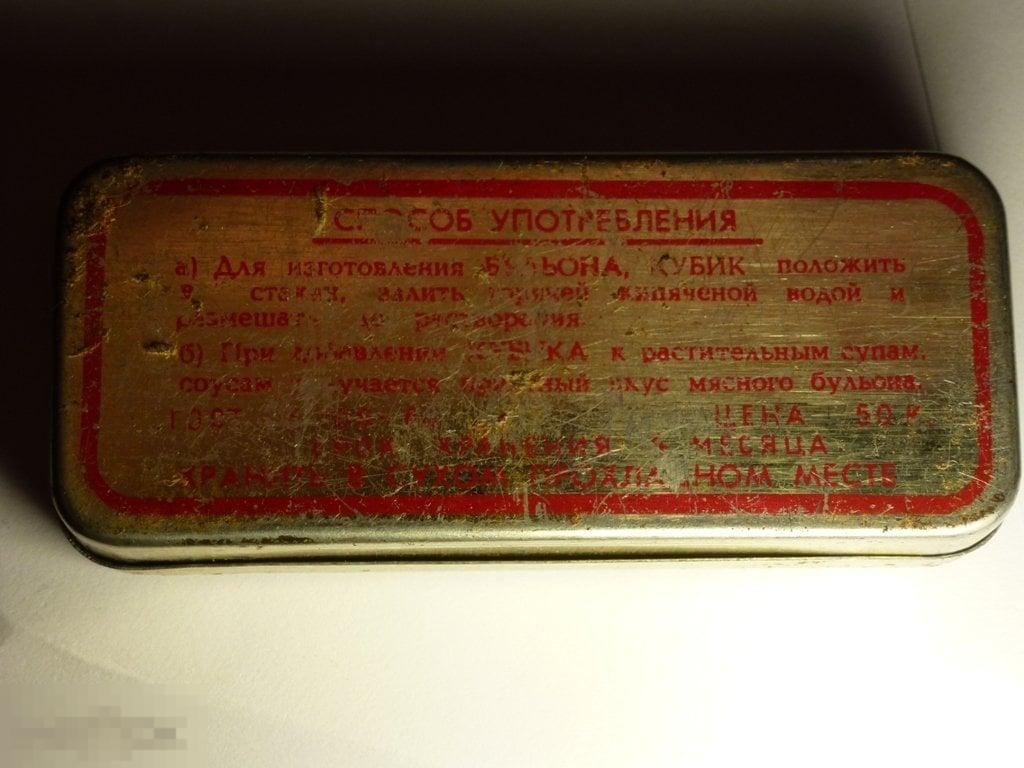 СПОСОБ УПОТРЕБЛЕНИЯ
а) Для изготовления БУЛЬОНА, КУБИК положить
в стакан, залить горячей кипяченой водой и
размешать до растворения.
б) При добавлении КУБИКА к растительным супам,
соусам получается приятный вкус мясного бульона.
ГОСТ ЦЕНА 50 К.
СРОК ХРАНЕНИЯ МЕСЯЦА
ХРАНИТЬ В СУХОМ ПРОХЛАДНОМ МЕСТЕ